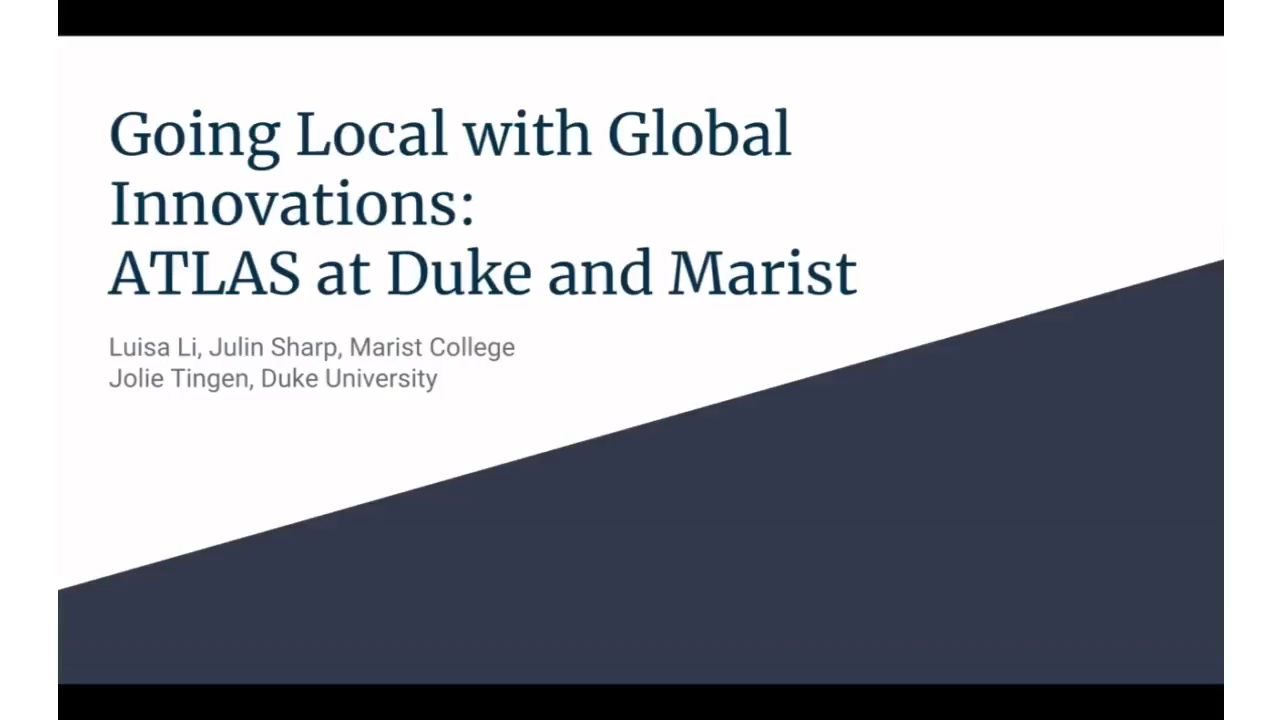 Going Local with Global
Innovations:
ATLAS at Duke and Marist
Luisa Li, Julin Sharp, Marist College
Jolie Tingen, Duke University